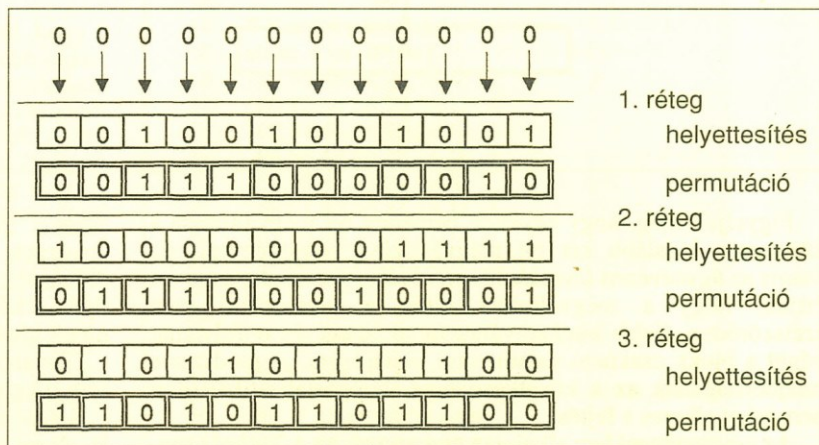 0 0 0 0 0 0 0 0 0 0 0 0
1. réteg
0 0 1 0 0 1 0 0 1 0 0 1 helyettesítés
0 0 1 1 1 0 0 0 0 0 1 0 permutáció
2. réteg
1 0 0 0 0 0 0 0 1 1 1 1 helyettesítés
0 1 1 1 0 0 0 1 0 0 0 1 permutáció
3. réteg
0 1 0 1 1 0 1 1 1 1 0 0 helyettesítés
1 1 0 1 0 1 1 0 1 1 0 0 permutáció